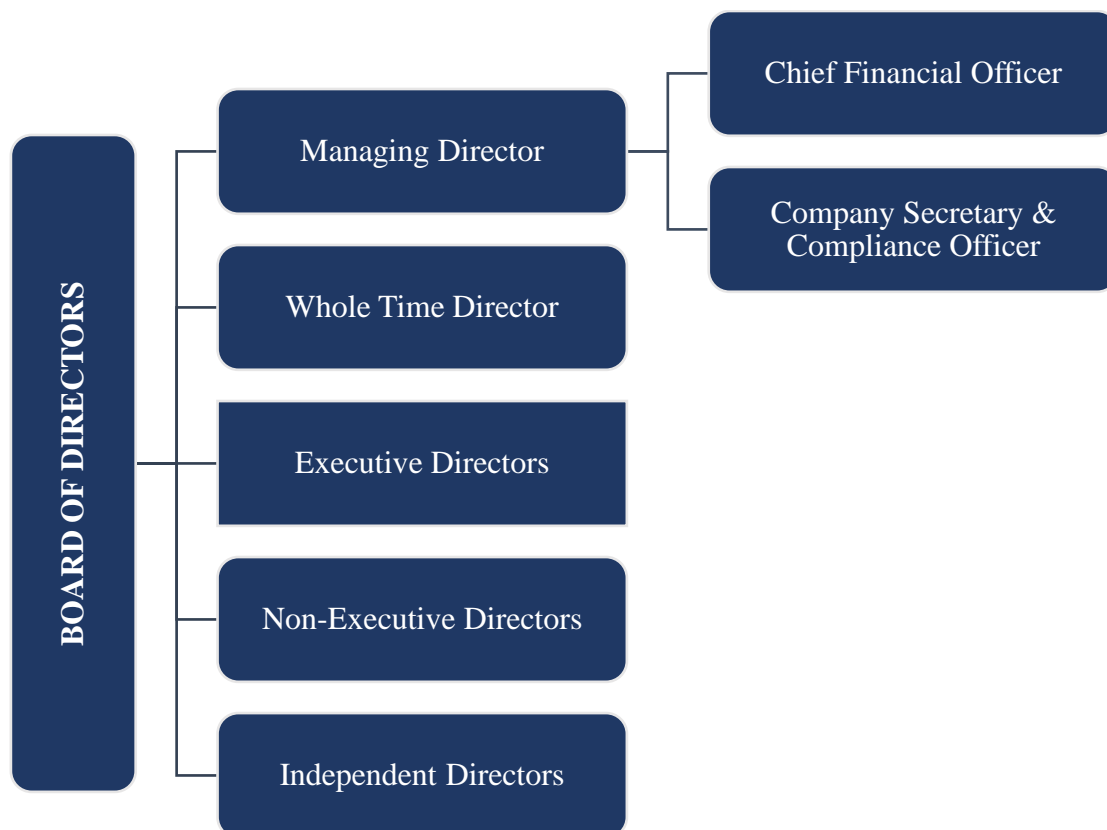 BOARD OF DIRECTORS
Managing Director
Whole Time Director
Executive Directors
Non-Executive Directors
Independent Directors
Chief Financial Officer
Company Secretary &
Compliance Officer